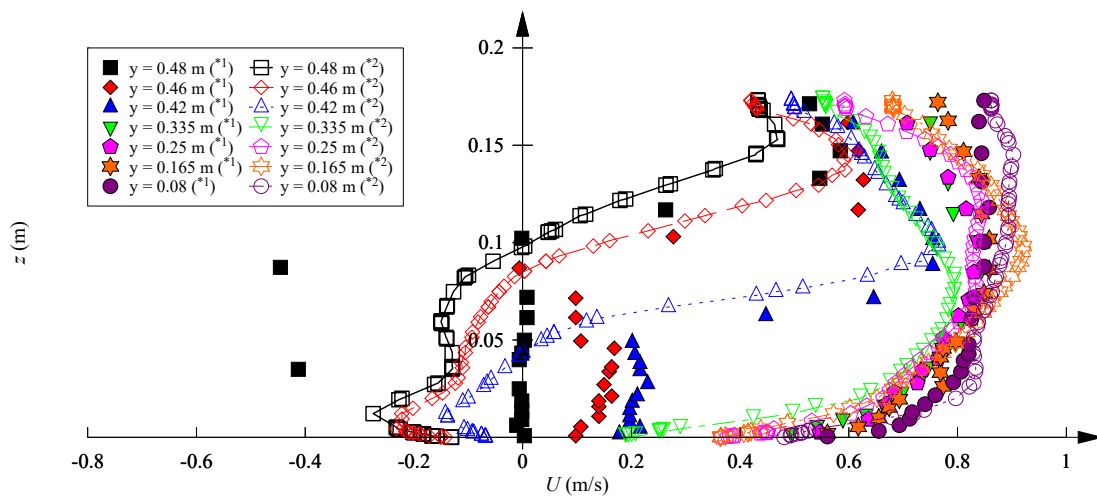 0.2
y = 0.48 m (*1) y = 0.48 m (*2)
y = 0.46 m (*1) y = 0.46 m (*2)
y = 0.42 m (*1) y = 0.42 m (*2)
y = 0.335 m (*1) y = 0.335 m (*2)
y = 0.25 m (*1) y = 0.25 m (*2)
y = 0.165 m (*1) y = 0.165 m (*2)
y = 0.08 (*1) y = 0.08 m (*2)
0.15
0.1
z (m)
0.05
-0.8 -0.6 -0.4 -0.2 0 0.2 0.4 0.6 0.8 1
U (m/s)